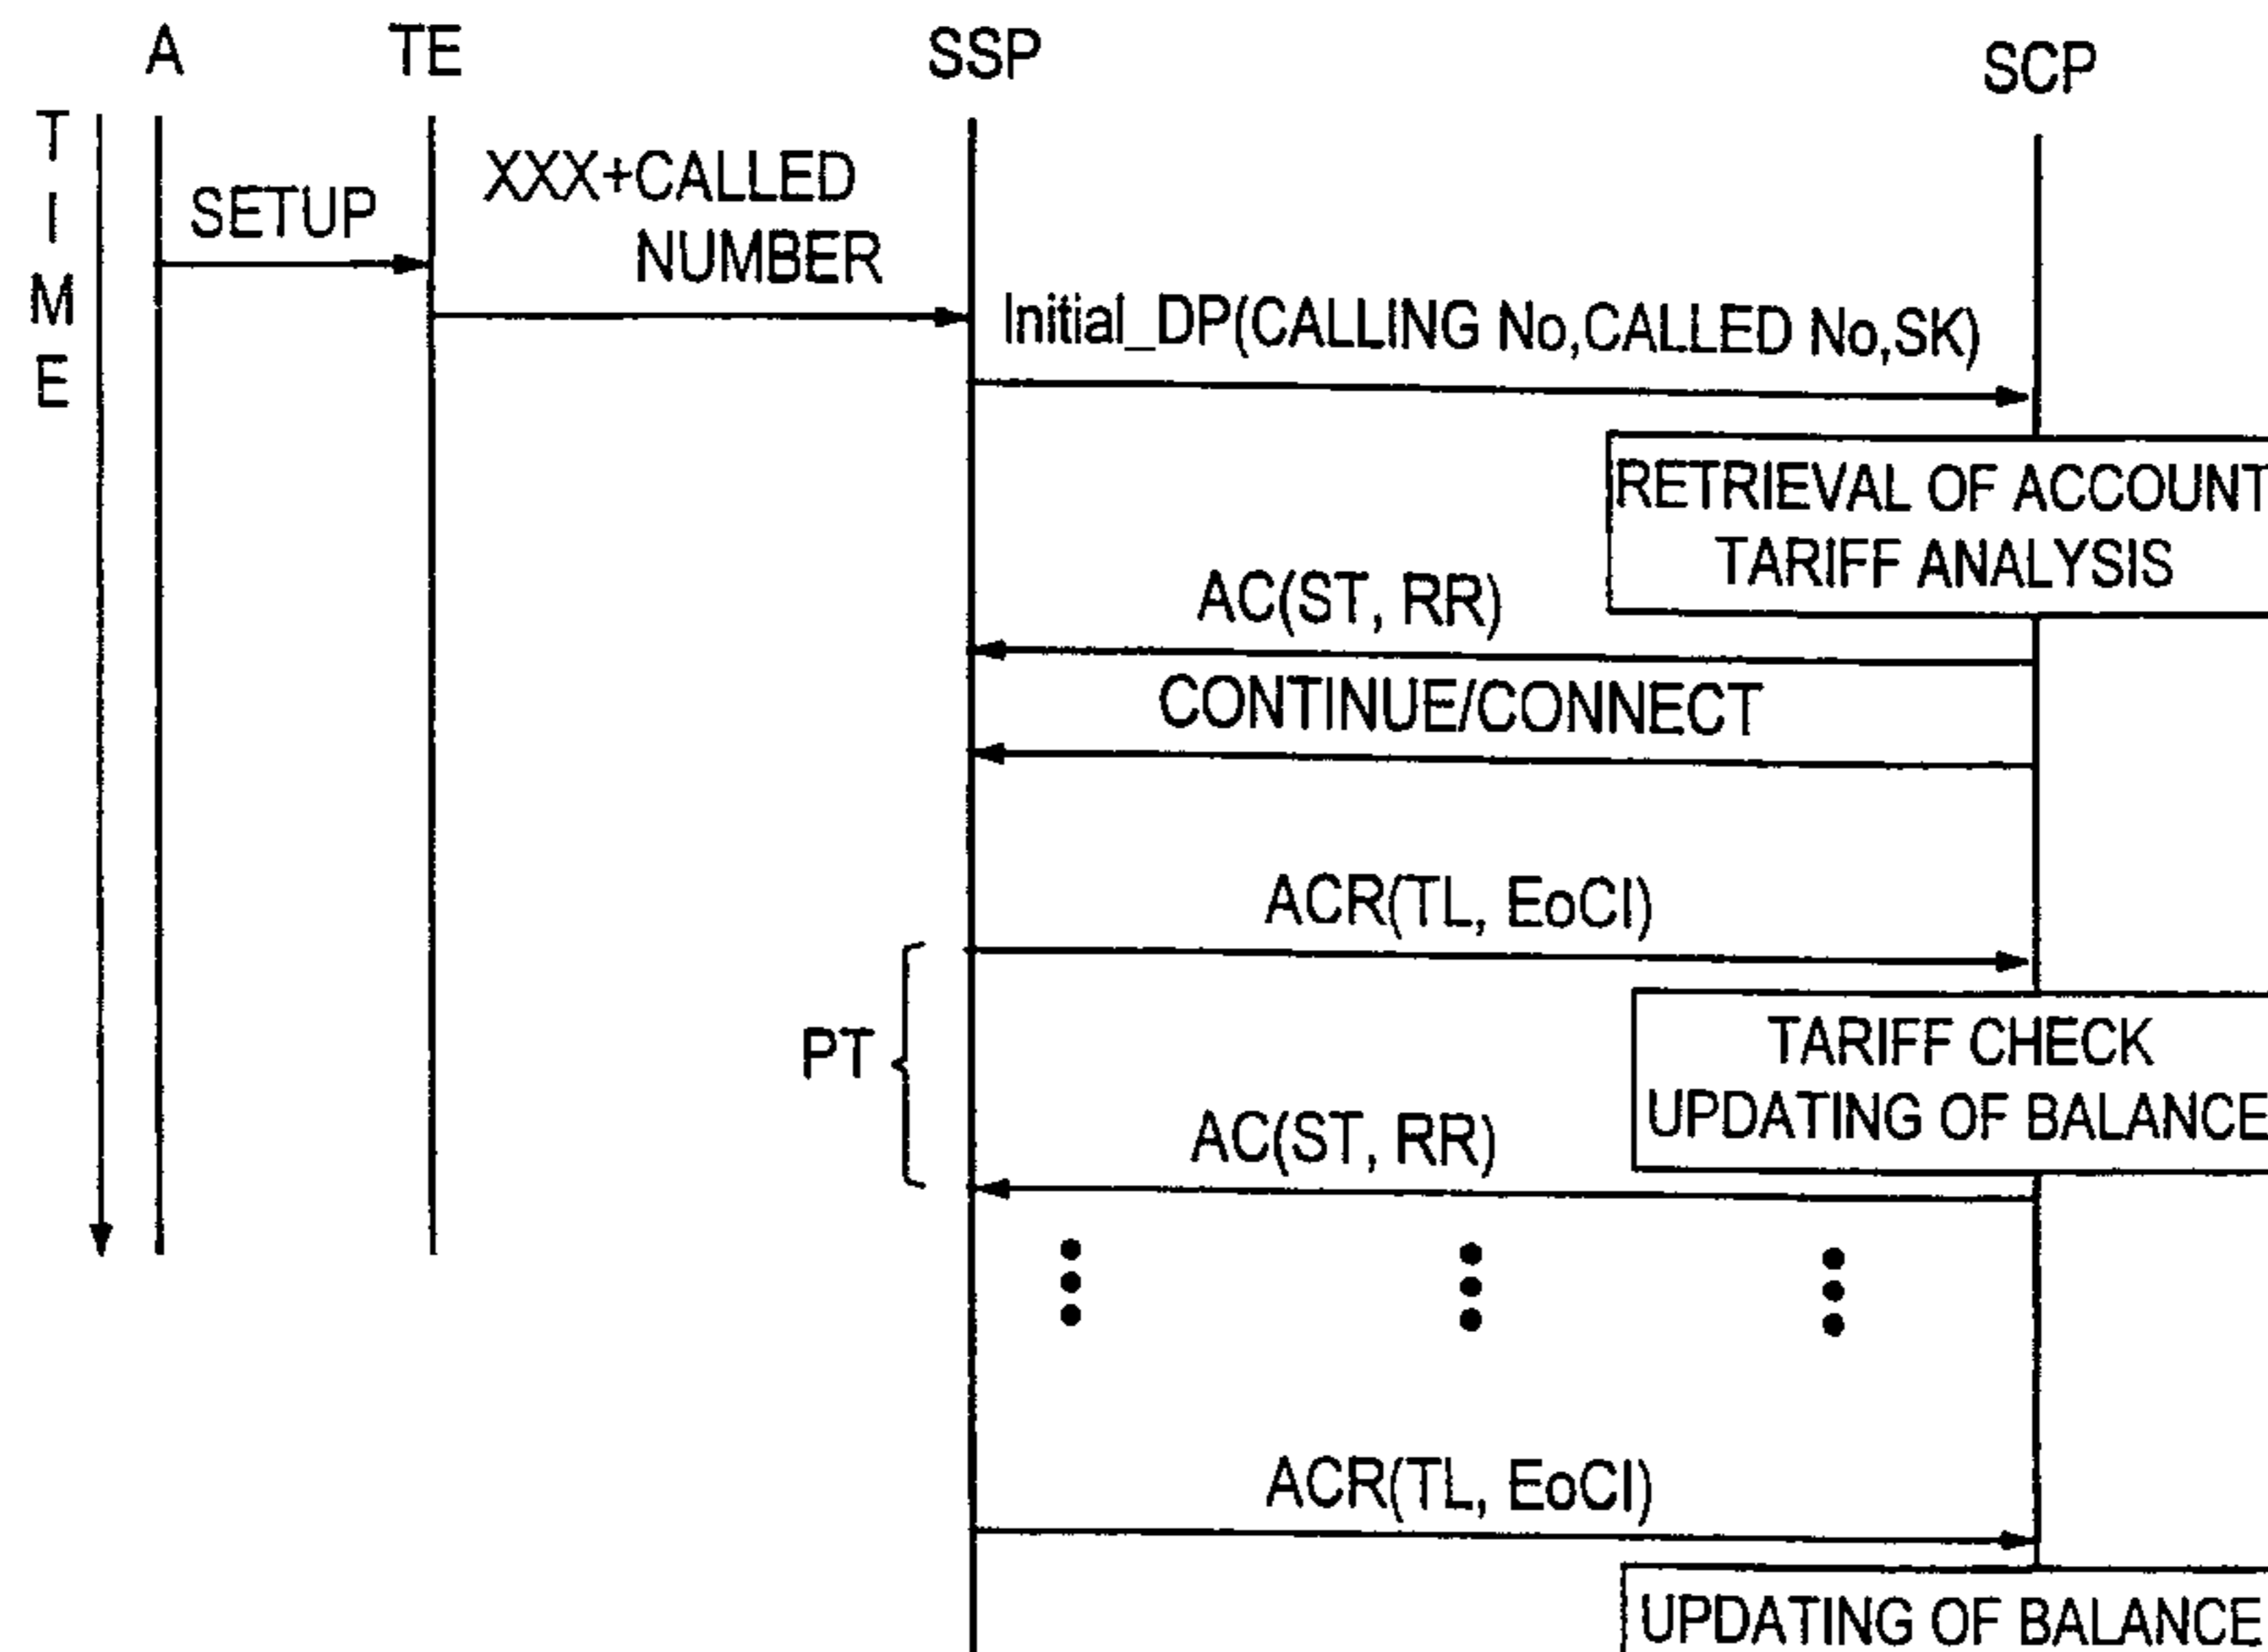 A
TE
SSP
SCP
TIME
SETUP
XXX+CALLED
NUMBER
Initial_DP(CALLING No,CALLED No,SK)
RETRIEVAL OF ACCOUNT
TARIFF ANALYSIS
AC(ST, RR)
CONTINUE/CONNECT
ACR(TL, EoCI)
PT
TARIFF CHECK
UPDATING OF BALANCE
AC(ST, RR)
ACR(TL, EoCI)
UPDATING OF BALANCE